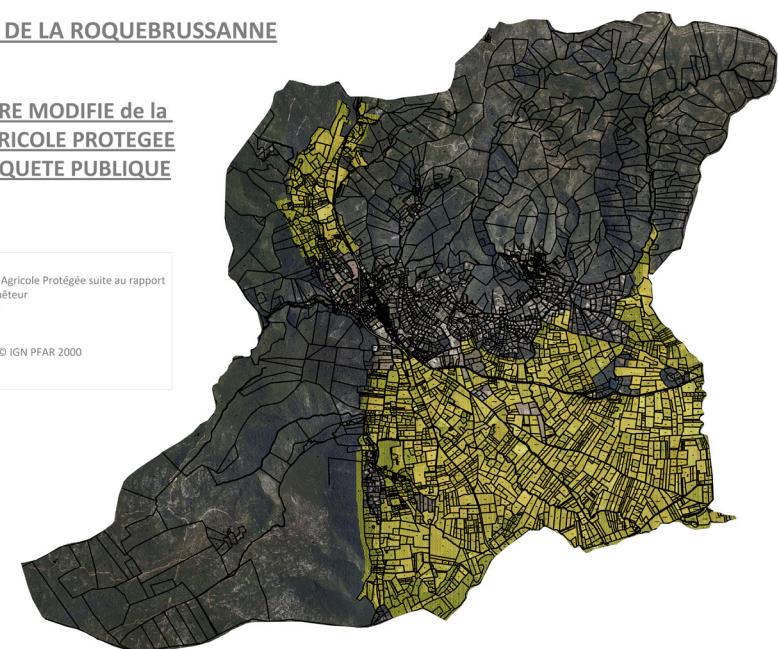 DE LA ROQUEBRUSSANNE
RE MODIFIE de la
RICOLE PROTEGEE
QUETE PUBLIQUE
Agricole Protégée suite au rapport
uêteur
© IGN PFAR 2000